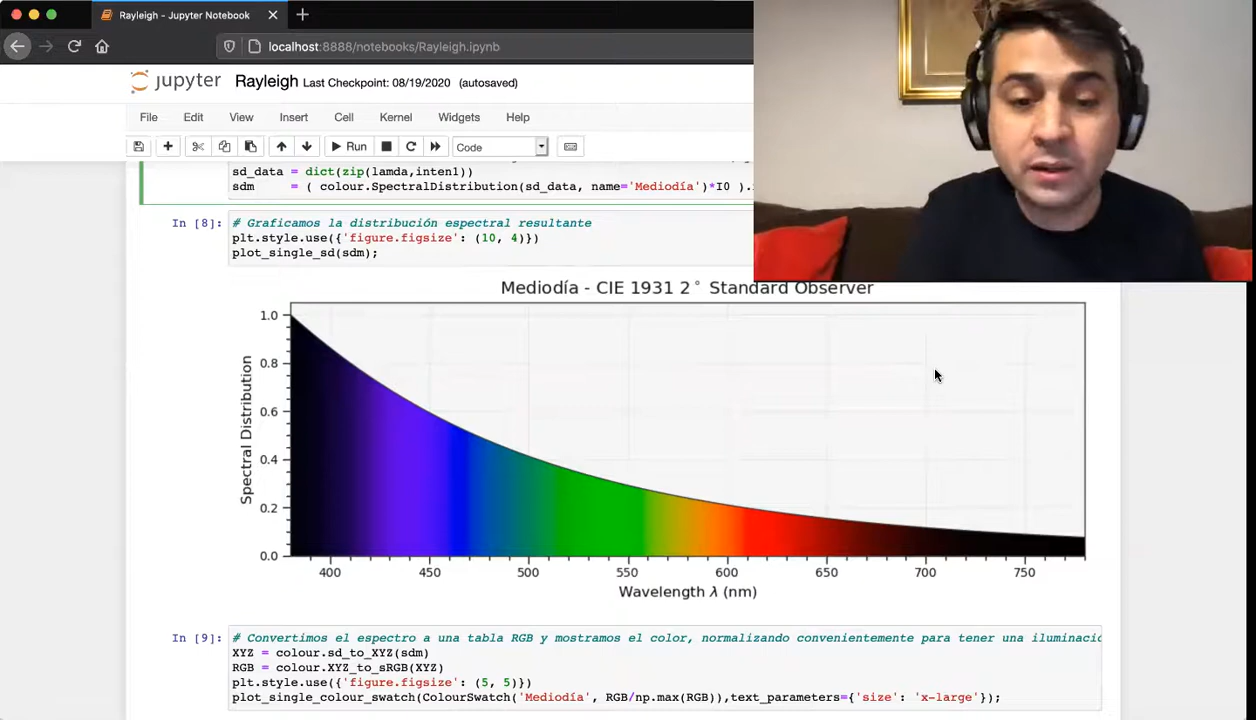 Rayleigh - Jupyter Notebook
localhost:8888/notebooks/Rayleigh.ipynb
jupyter Rayleigh Last Checkpoint: 08/19/2020 (autosaved)
File Edit View Insert Cell Kernel Widgets Help
Run Code
sd_data = dict(zip(lamda,inten1))
sdm = ( colour.SpectralDistribution(sd_data, name='Mediodía')*I0 ).
In [8]: # Graficamos la distribución espectral resultante
plt.style.use({'figure.figsize': (10, 4)})
plot_single_sd(sdm);
Mediodía - CIE 1931 2° Standard Observer
Spectral Distribution
1.0
0.8
0.6
0.4
0.2
0.0
400 450 500 550 600 650 700 750
Wavelength λ (nm)
In [9]: # Convertimos el espectro a una tabla RGB y mostramos el color, normalizando convenientemente para tener una iluminació
XYZ = colour.sd_to_XYZ(sdm)
RGB = colour.XYZ_to_sRGB(XYZ)
plt.style.use({'figure.figsize': (5, 5)})
plot_single_colour_swatch(ColourSwatch('Mediodía', RGB/np.max(RGB)),text_parameters={'size': 'x-large'});